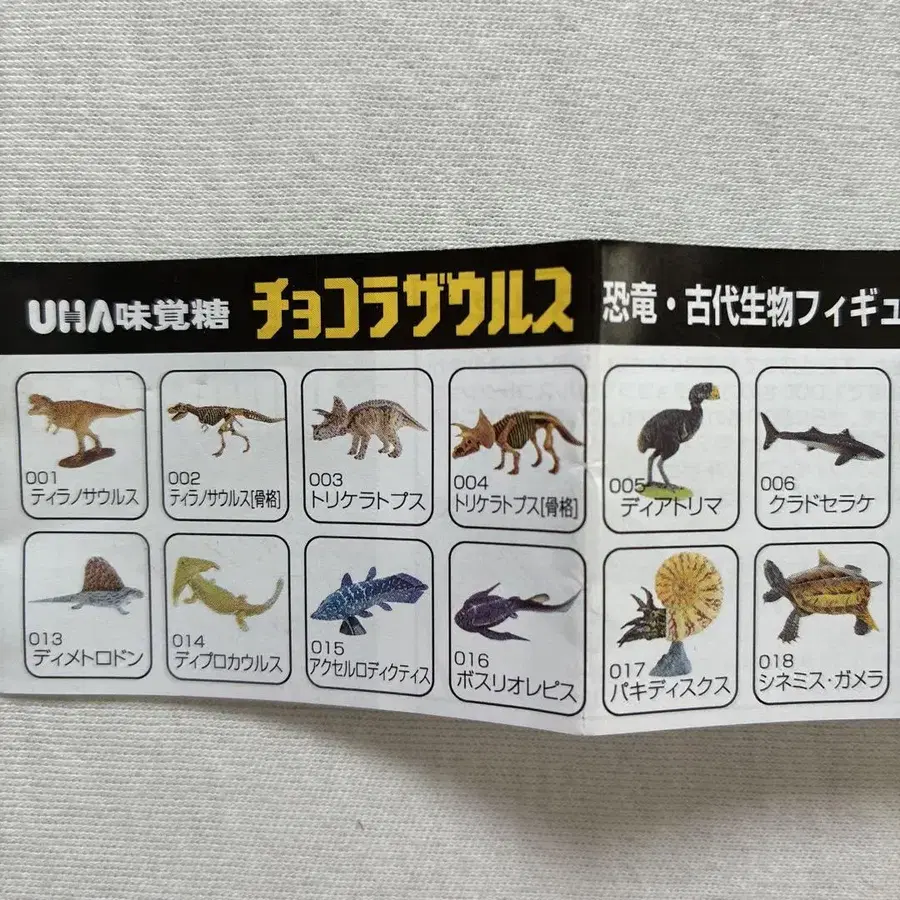 UHA味覚糖 チョコラザウルス 恐竜・古代生物フィギュ
001
ティラノサウルス
002
ティラノサウルス[骨格]
003
トリケラトプス
004
トリケラトプス[骨格]
005
ディアトリマ
006
クラドセラケ
013
ディメトロドン
014
ディプロカウルス
015
アクセルロディクティス
016
ボスリオレピス
017
パキディスクス
018
シネミス・ガメラ